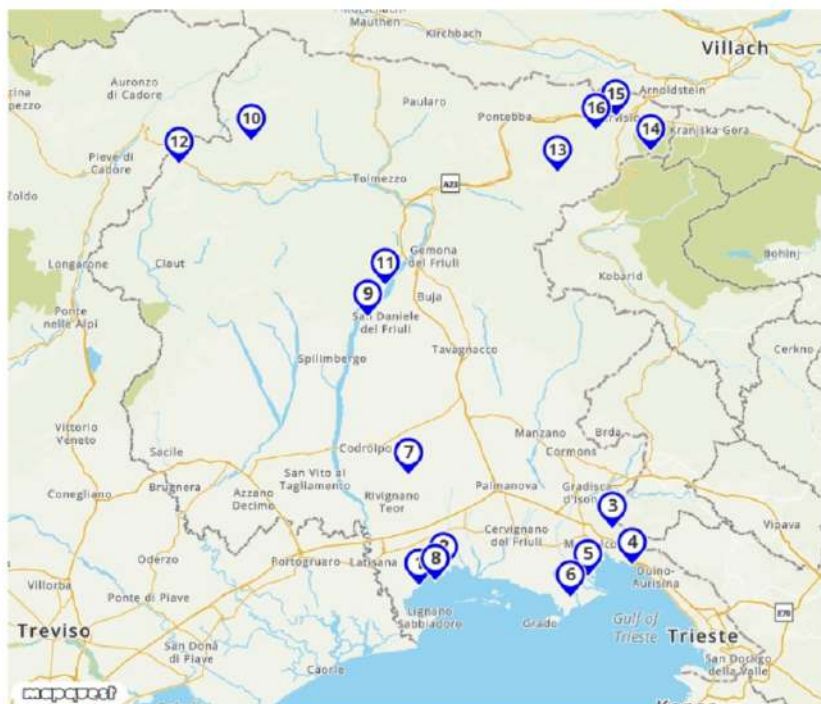 Mauthen
Kirchbach
Villach
Auronzo
di Cadore
Paularo
Pontebba
15
Arnoldstein
16
10
14
Kranjska Gora
12
13
Pieve di
Cadore
Zoldo
Tolmezzo
A23
Longarone
Claut
11
Gemona
del Friuli
Kobarid
Bohinj
9
Buja
Ponte
nelle Alpi
San Daniele
del Friuli
Spilimbergo
Tavagnacco
Cerkno
Vittorio
Veneto
Sacile
Codroipo
7
Manzano
Brda
Cormons
Conegliano
Brugnera
Azzano
Decimo
San Vito al
Tagliamento
Rivignano
Teor
Palmanova
Gradisca
d'Ison
3
Vipava
Cervignano
del Friuli
4
Oderzo
Portogruaro
Latisana
8
5
6
Duino-
Aurisina
Villorba
Ponte di Piave
Lignano
Sabbiadoro
Grado
Gulf of
Trieste
E70
Treviso
San Donà
di Piave
Caorle
Trieste
San Dorligo
della Valle
mapquest